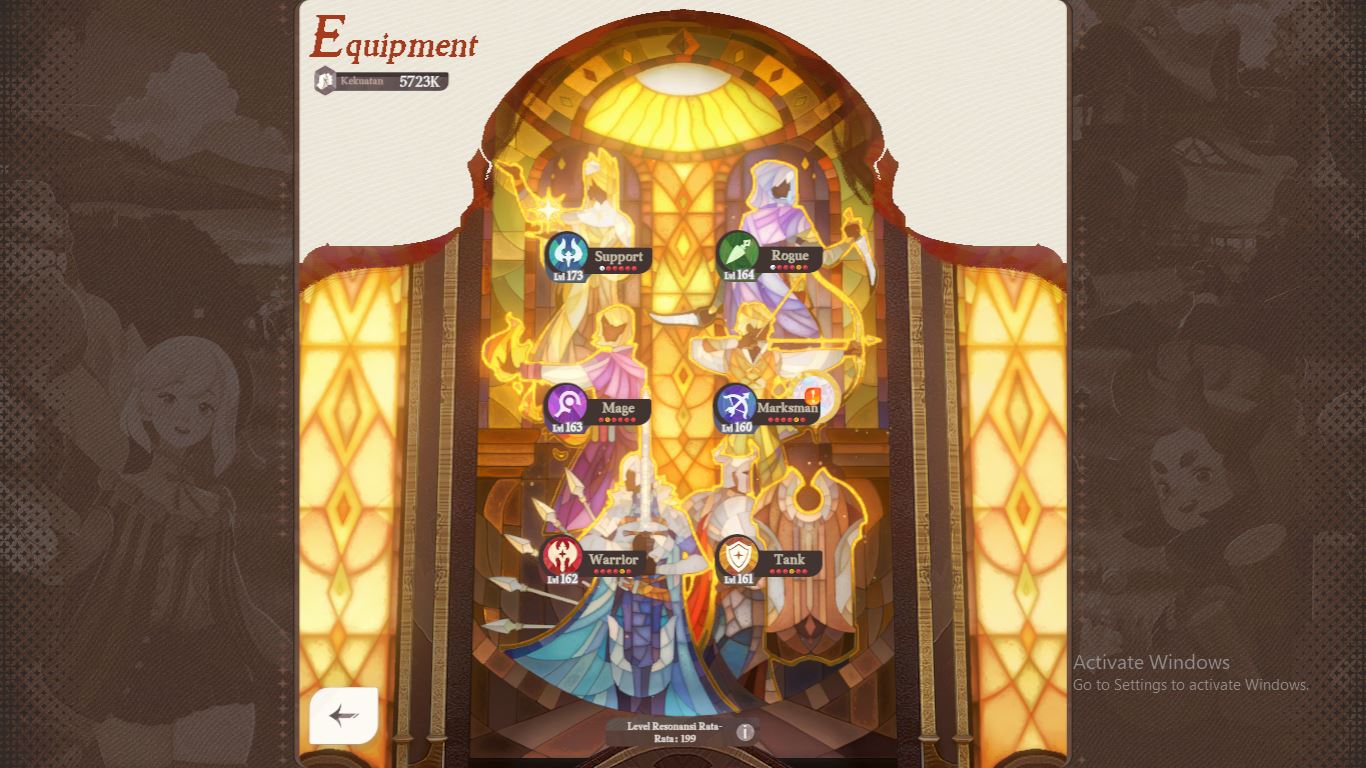 Equipment
Kekuatan 5723K
Support
Lvl 173
Rogue
Lvl 164
Mage
Lvl 163
Marksman
Lvl 160
Warrior
Lvl 162
Tank
Lvl 161
Activate Windows
Go to Settings to activate Windows.
Level Resonansi Rata-
Rata: 199